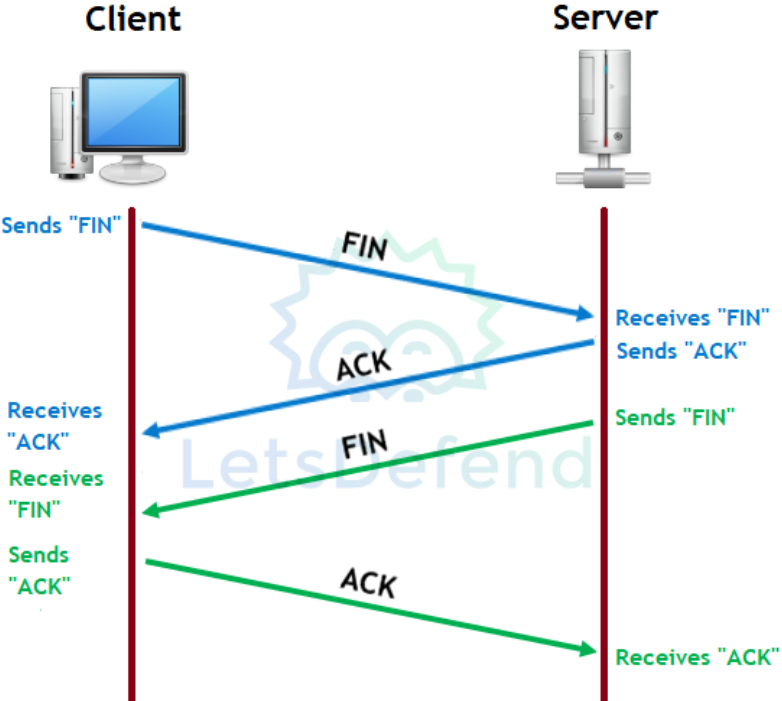 Client
Server
Sends "FIN"
FIN
Receives "FIN"
Sends "ACK"
ACK
Receives
"ACK"
Sends "FIN"
FIN
LetsDefend
Receives
"FIN"
Sends
"ACK"
ACK
Receives "ACK"